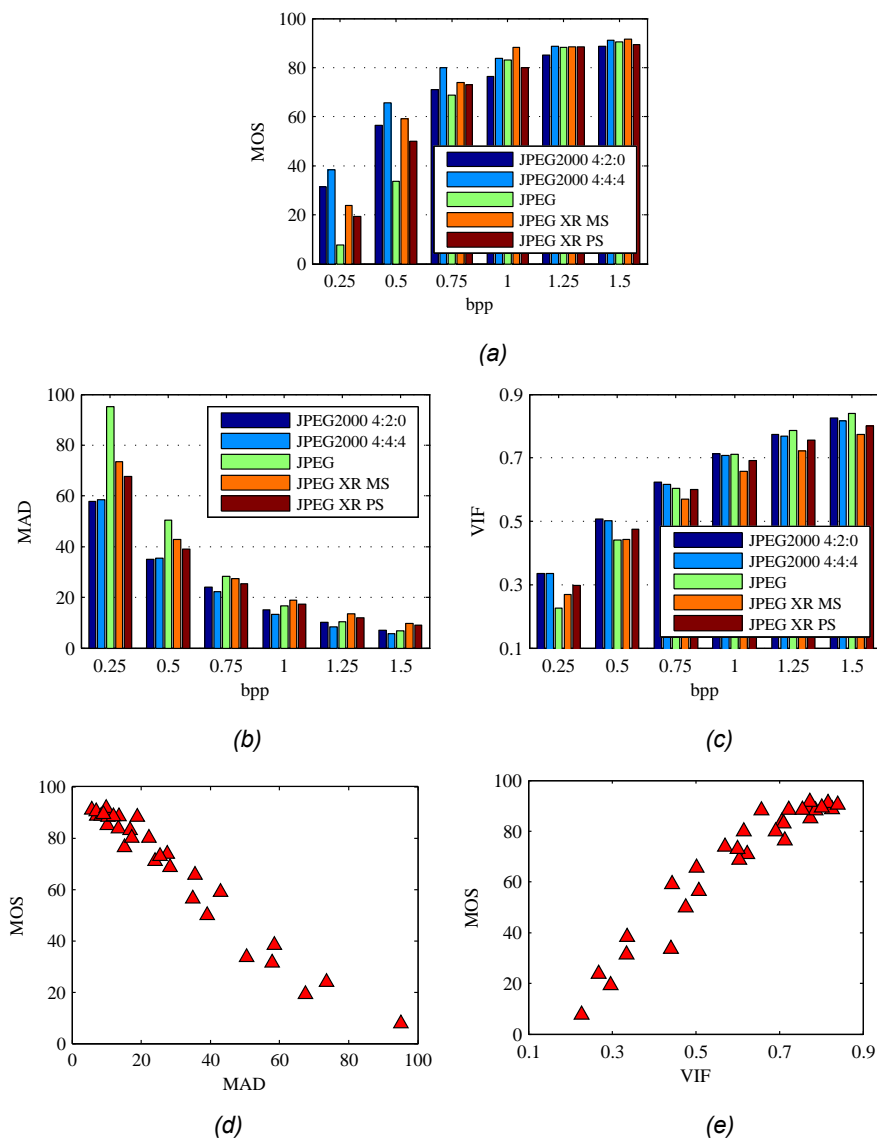 100
80
60
40
20
0
MOS
JPEG2000 4:2:0
JPEG2000 4:4:4
JPEG
JPEG XR MS
JPEG XR PS
0.25 0.5 0.75 1 1.25 1.5
bpp
(a)
100
80
60
40
20
0
MAD
JPEG2000 4:2:0
JPEG2000 4:4:4
JPEG
JPEG XR MS
JPEG XR PS
0.25 0.5 0.75 1 1.25 1.5
bpp
(b)
0.9
0.7
0.5
0.3
0.1
VIF
JPEG2000 4:2:0
JPEG2000 4:4:4
JPEG
JPEG XR MS
JPEG XR PS
0.25 0.5 0.75 1 1.25 1.5
bpp
(c)
100
80
60
40
20
0
MOS
0 20 40 60 80 100
MAD
(d)
100
80
60
40
20
0
MOS
0.1 0.3 0.5 0.7 0.9
VIF
(e)